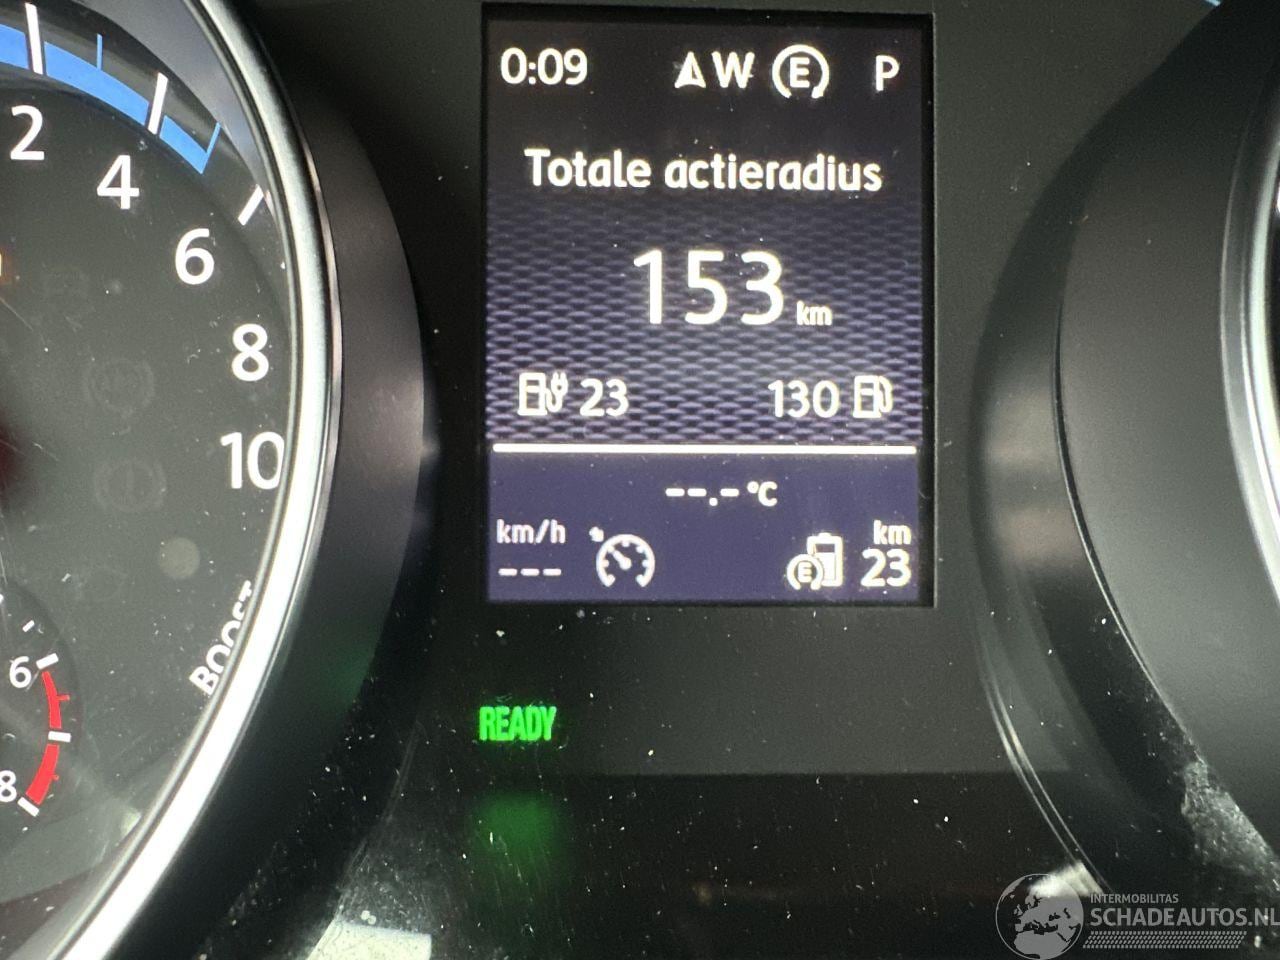 0:09 W E P
Totale actieradius
153 km
23 130
--.- °C
km/h km
--- E 23
READY
2
4
6
8
10
BOOST
6
8
INTERMOBILITAS
SCHADEAUTOS.NL